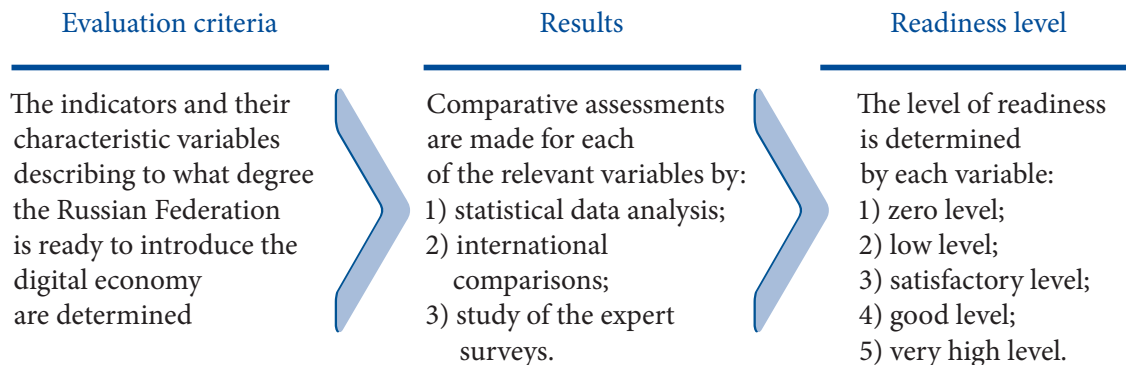 Evaluation criteria
The indicators and their
characteristic variables
describing to what degree
the Russian Federation
is ready to introduce the
digital economy
are determined
Results
Comparative assessments
are made for each
of the relevant variables by:
1) statistical data analysis;
2) international
comparisons;
3) study of the expert
surveys.
Readiness level
The level of readiness
is determined
by each variable:
1) zero level;
2) low level;
3) satisfactory level;
4) good level;
5) very high level.